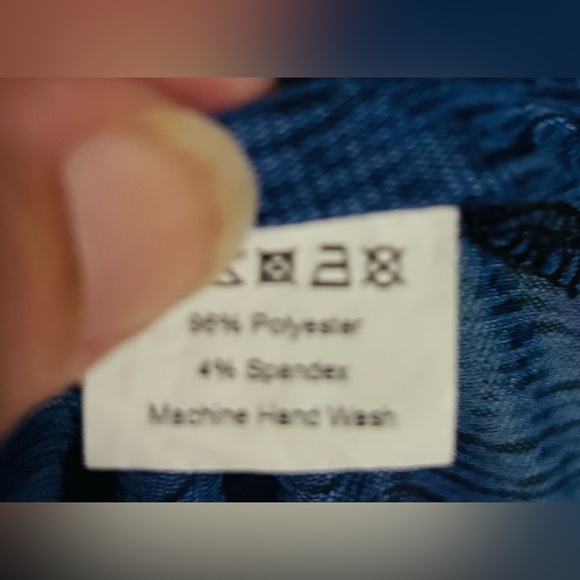 96% Polyester
4% Spandex
Machine Hand Wash